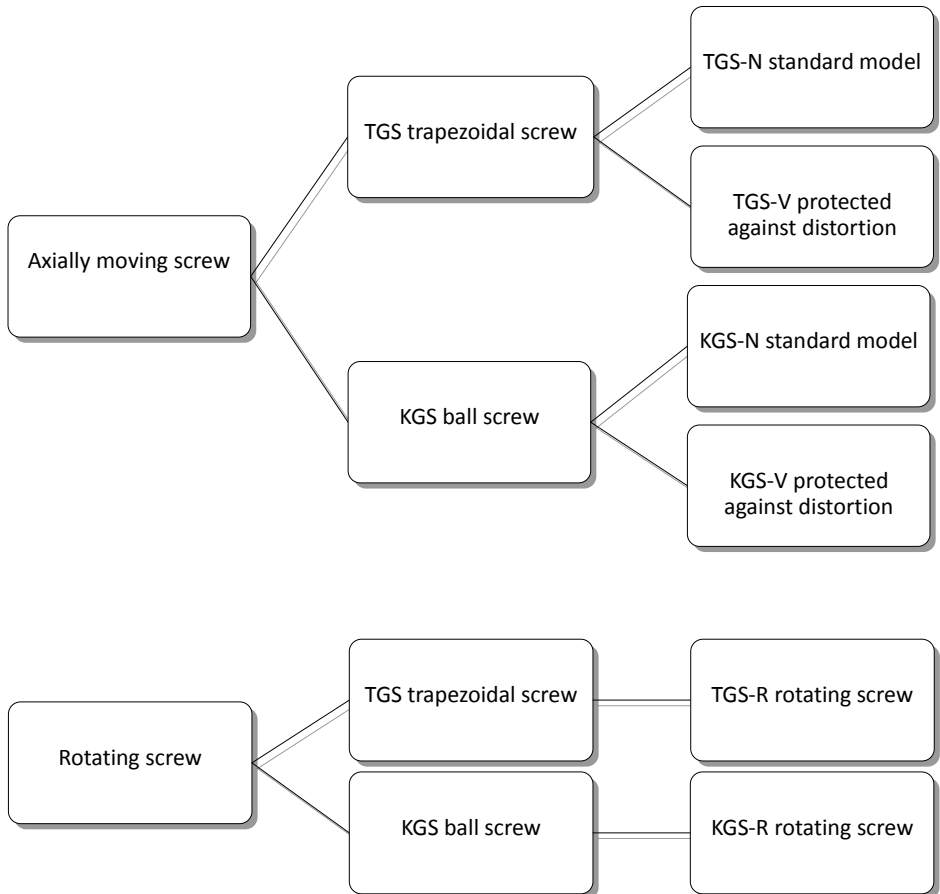 TGS-N standard model
TGS trapezoidal screw
TGS-V protected
against distortion
Axially moving screw
KGS-N standard model
KGS ball screw
KGS-V protected
against distortion
TGS trapezoidal screw
TGS-R rotating screw
Rotating screw
KGS ball screw
KGS-R rotating screw